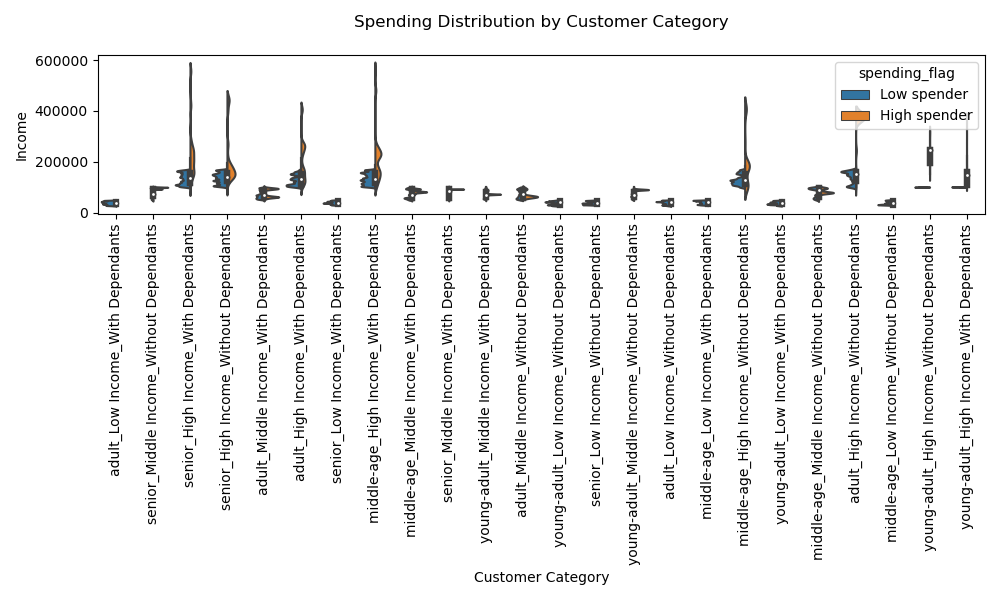 Spending Distribution by Customer Category
600000
400000
200000
0
Income
spending_flag
Low spender
High spender
adult_Low Income_With Dependants
senior_Middle Income_Without Dependants
senior_High Income_With Dependants
senior_High Income_Without Dependants
adult_Middle Income_With Dependants
adult_High Income_With Dependants
senior_Low Income_With Dependants
middle-age_High Income_With Dependants
middle-age_Middle Income_With Dependants
senior_Middle Income_With Dependants
young-adult_Middle Income_With Dependants
adult_Middle Income_Without Dependants
young-adult_Low Income_Without Dependants
senior_Low Income_Without Dependants
young-adult_Middle Income_Without Dependants
adult_Low Income_Without Dependants
middle-age_Low Income_With Dependants
middle-age_High Income_Without Dependants
young-adult_Low Income_With Dependants
middle-age_Middle Income_Without Dependants
adult_High Income_Without Dependants
middle-age_Low Income_Without Dependants
young-adult_High Income_Without Dependants
young-adult_High Income_With Dependants
Customer Category